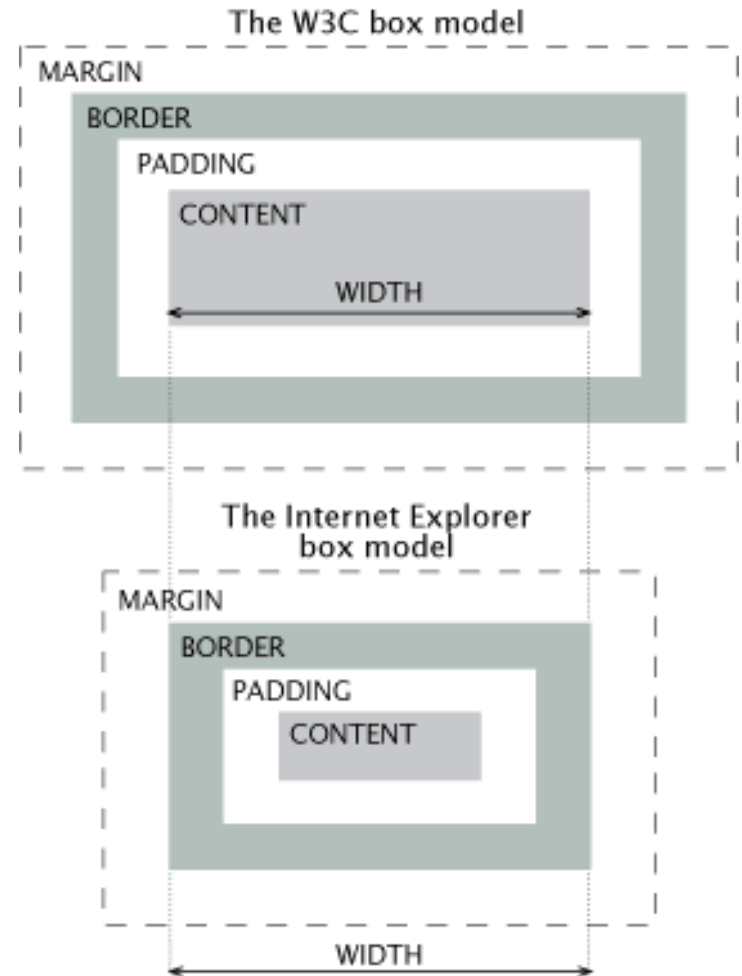 The W3C box model
MARGIN
BORDER
PADDING
CONTENT
WIDTH
The Internet Explorer
box model
MARGIN
BORDER
PADDING
CONTENT
WIDTH